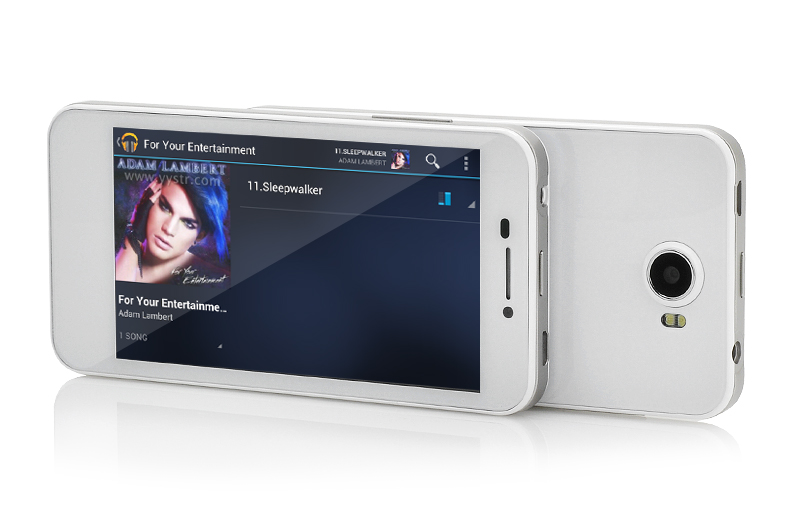 For Your Entertainment
11.SLEEPWALKER
ADAM LAMBERT
ADAM LAMBERT
www.yystr.com
11.Sleepwalker
For Your
Entertainment
For Your Entertainme...
Adam Lambert
1 SONG